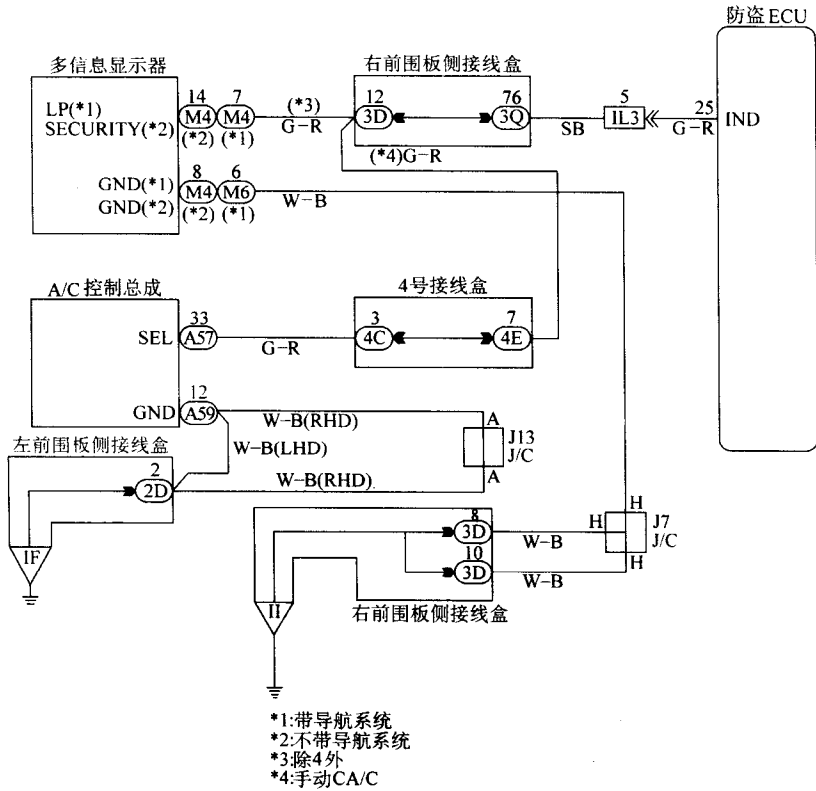 防盗ECU
多信息显示器
右前围板侧接线盒
LP(*1)
SECURITY(*2)
14 7
M4 M4
(*2) (*1)
(*3)
G-R
12
3D
76
3Q
SB
5
IL3
25
G-R
IND
(*4)G-R
GND(*1)
GND(*2)
8 6
M4 M6
(*2) (*1)
W-B
A/C控制总成
4号接线盒
SEL
33
A57
G-R
3
4C
7
4E
GND
12
A59
W-B(RHD)
A
J13
J/C
A
左前围板侧接线盒
W-B(LHD)
2
2D
W-B(RHD)
IF
8
3D
W-B
H
H
J7
J/C
H
10
3D
W-B
II
右前围板侧接线盒
*1:带导航系统
*2:不带导航系统
*3:除4外
*4:手动CA/C